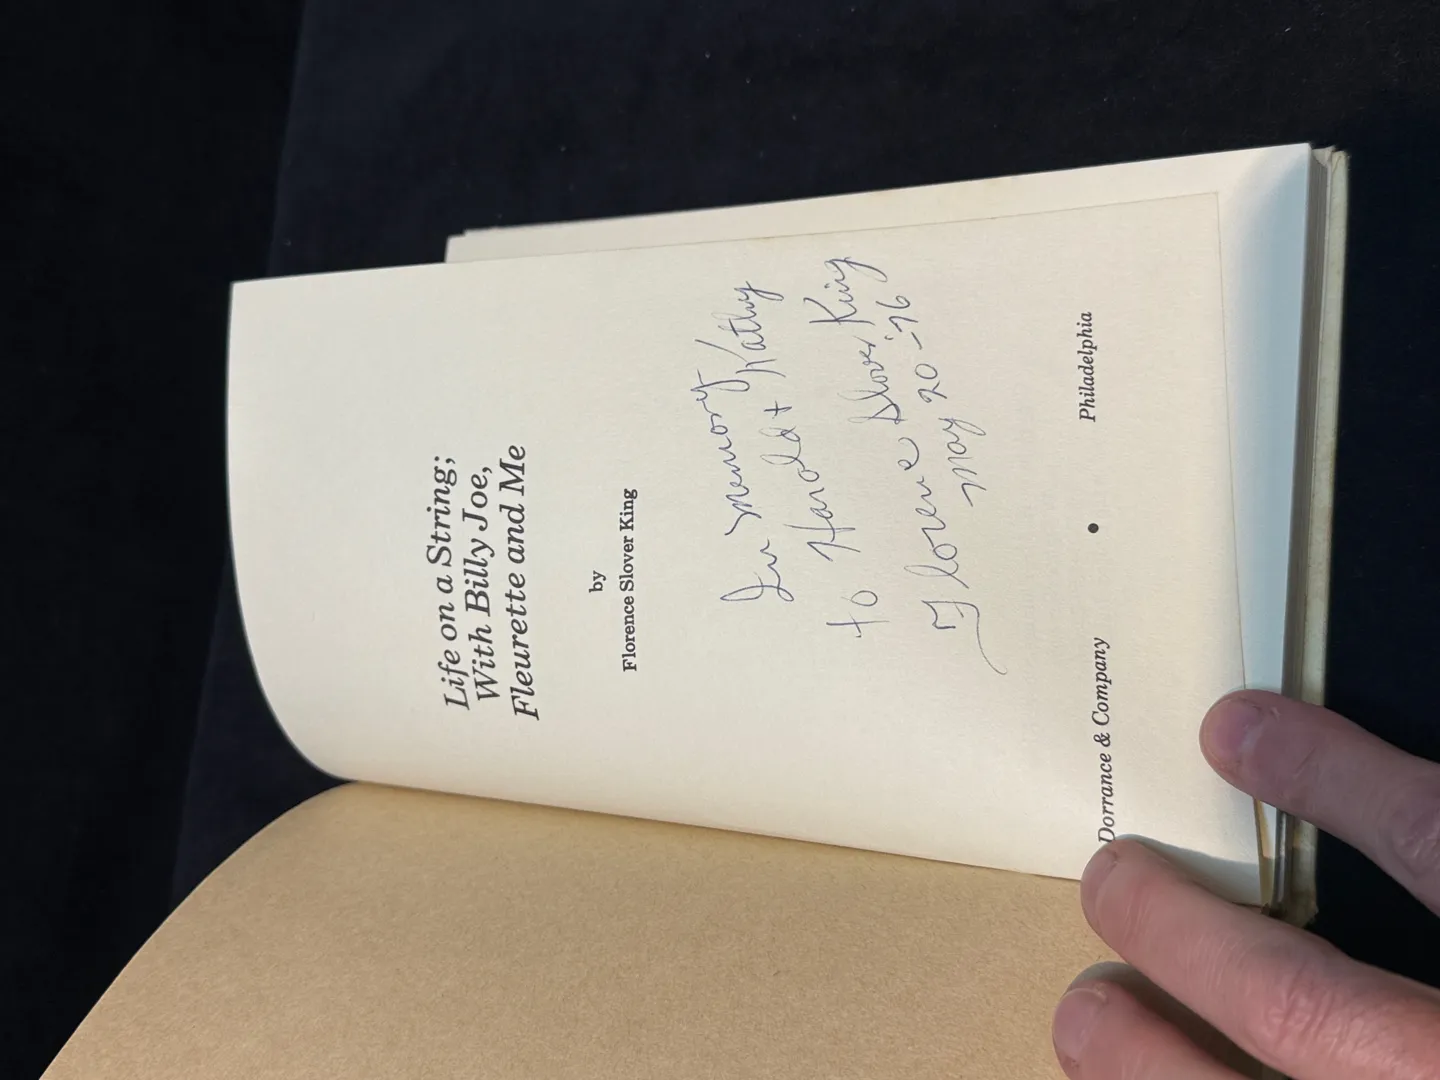 Life on a String;
With Billy Joe,
Fleurette and Me
by
Florence Slover King
In Memory
to Harold + Kathy
Florence Slover King
May 20 - '76
Dorrance & Company • Philadelphia